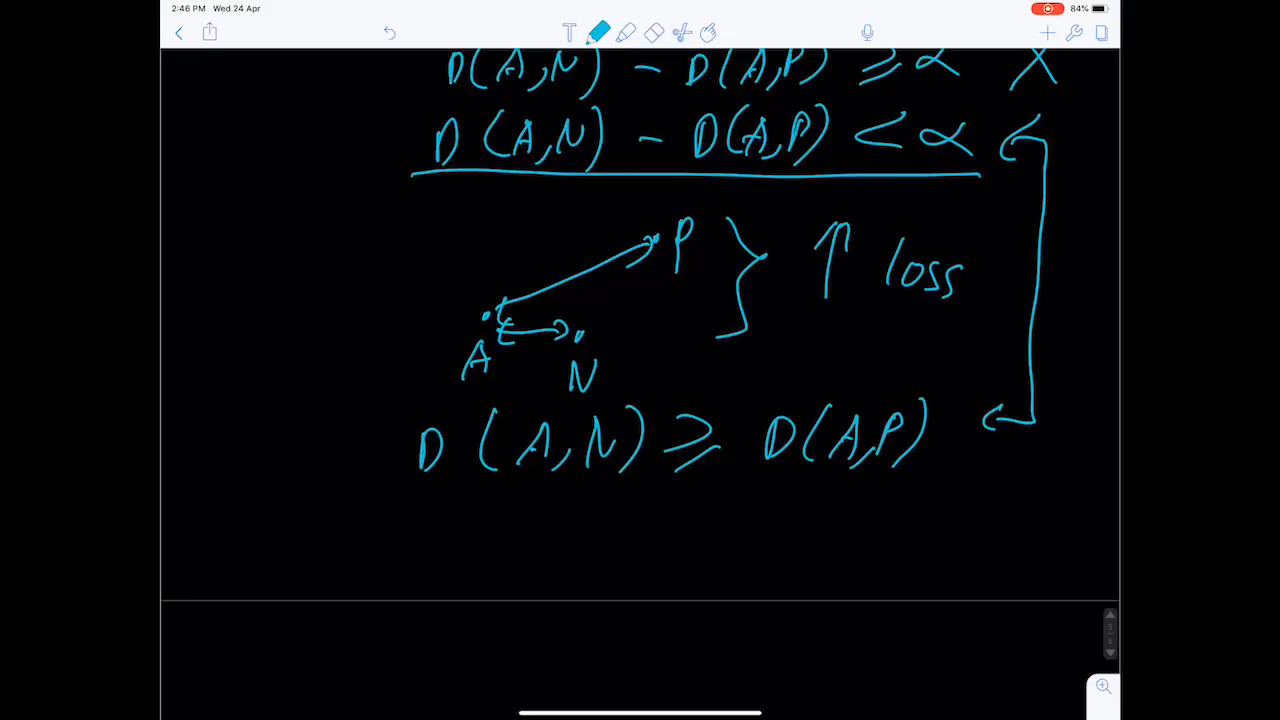 2:46 PM Wed 24 Apr 84%
T
D(A,N) - D(A,P) ≥ α X
D(A,N) - D(A,P) < α
P
↑ loss
A
N
D(A,N) ≥ D(A,P)